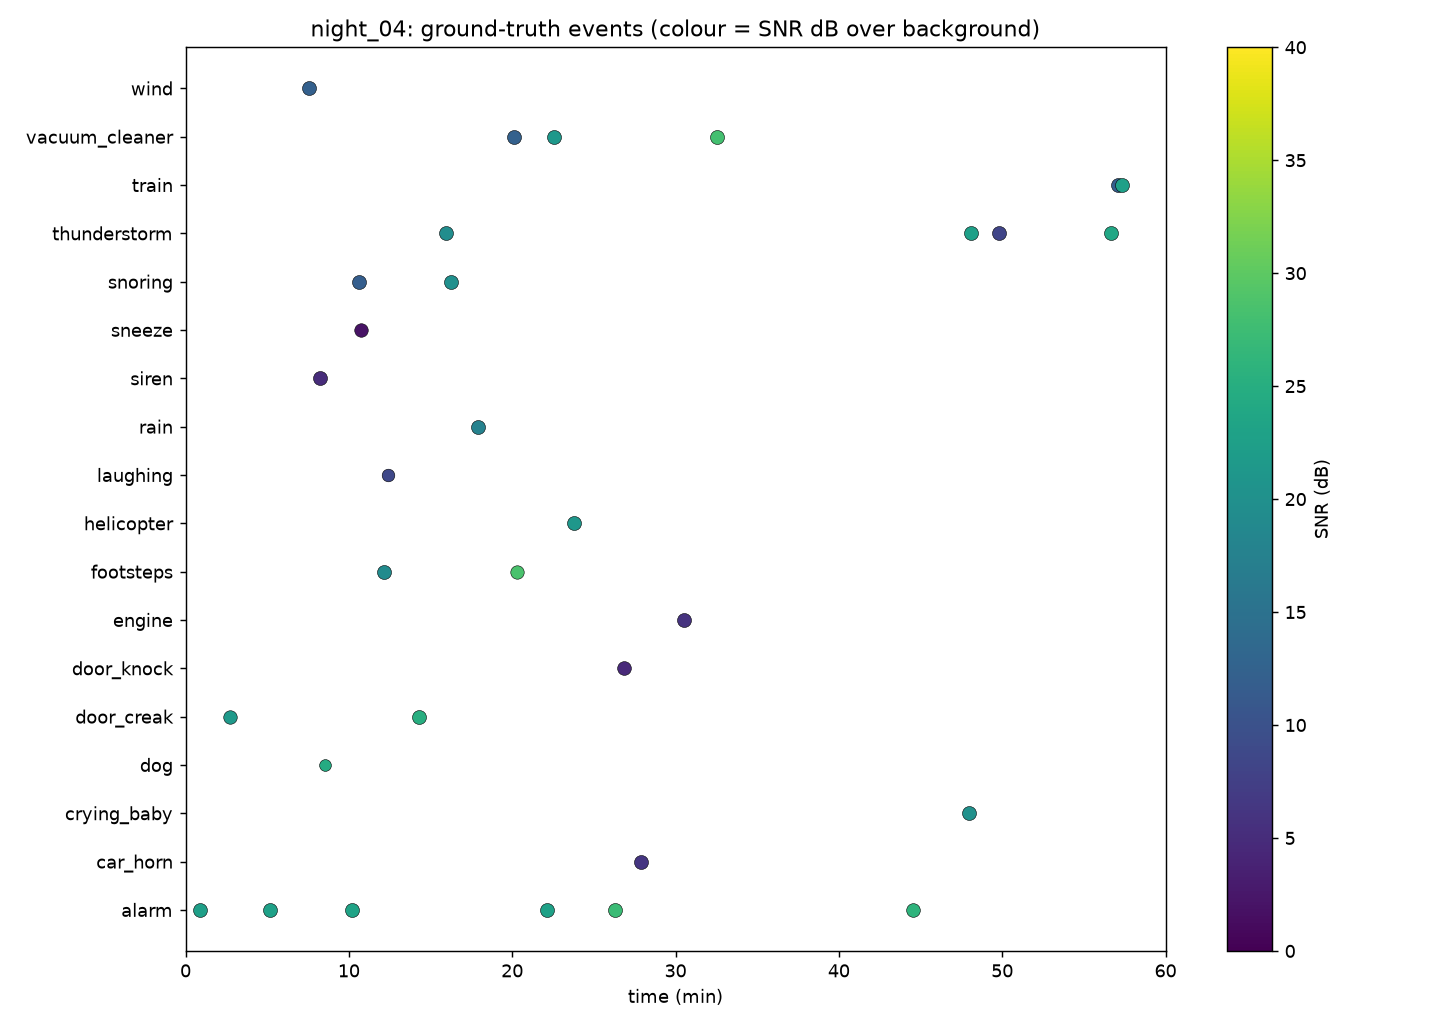 night_04: ground-truth events (colour = SNR dB over background)
wind
vacuum_cleaner
train
thunderstorm
snoring
sneeze
siren
rain
laughing
helicopter
footsteps
engine
door_knock
door_creak
dog
crying_baby
car_horn
alarm
0 10 20 30 40 50 60
time (min)
40
35
30
25
20
15
10
5
0
SNR (dB)